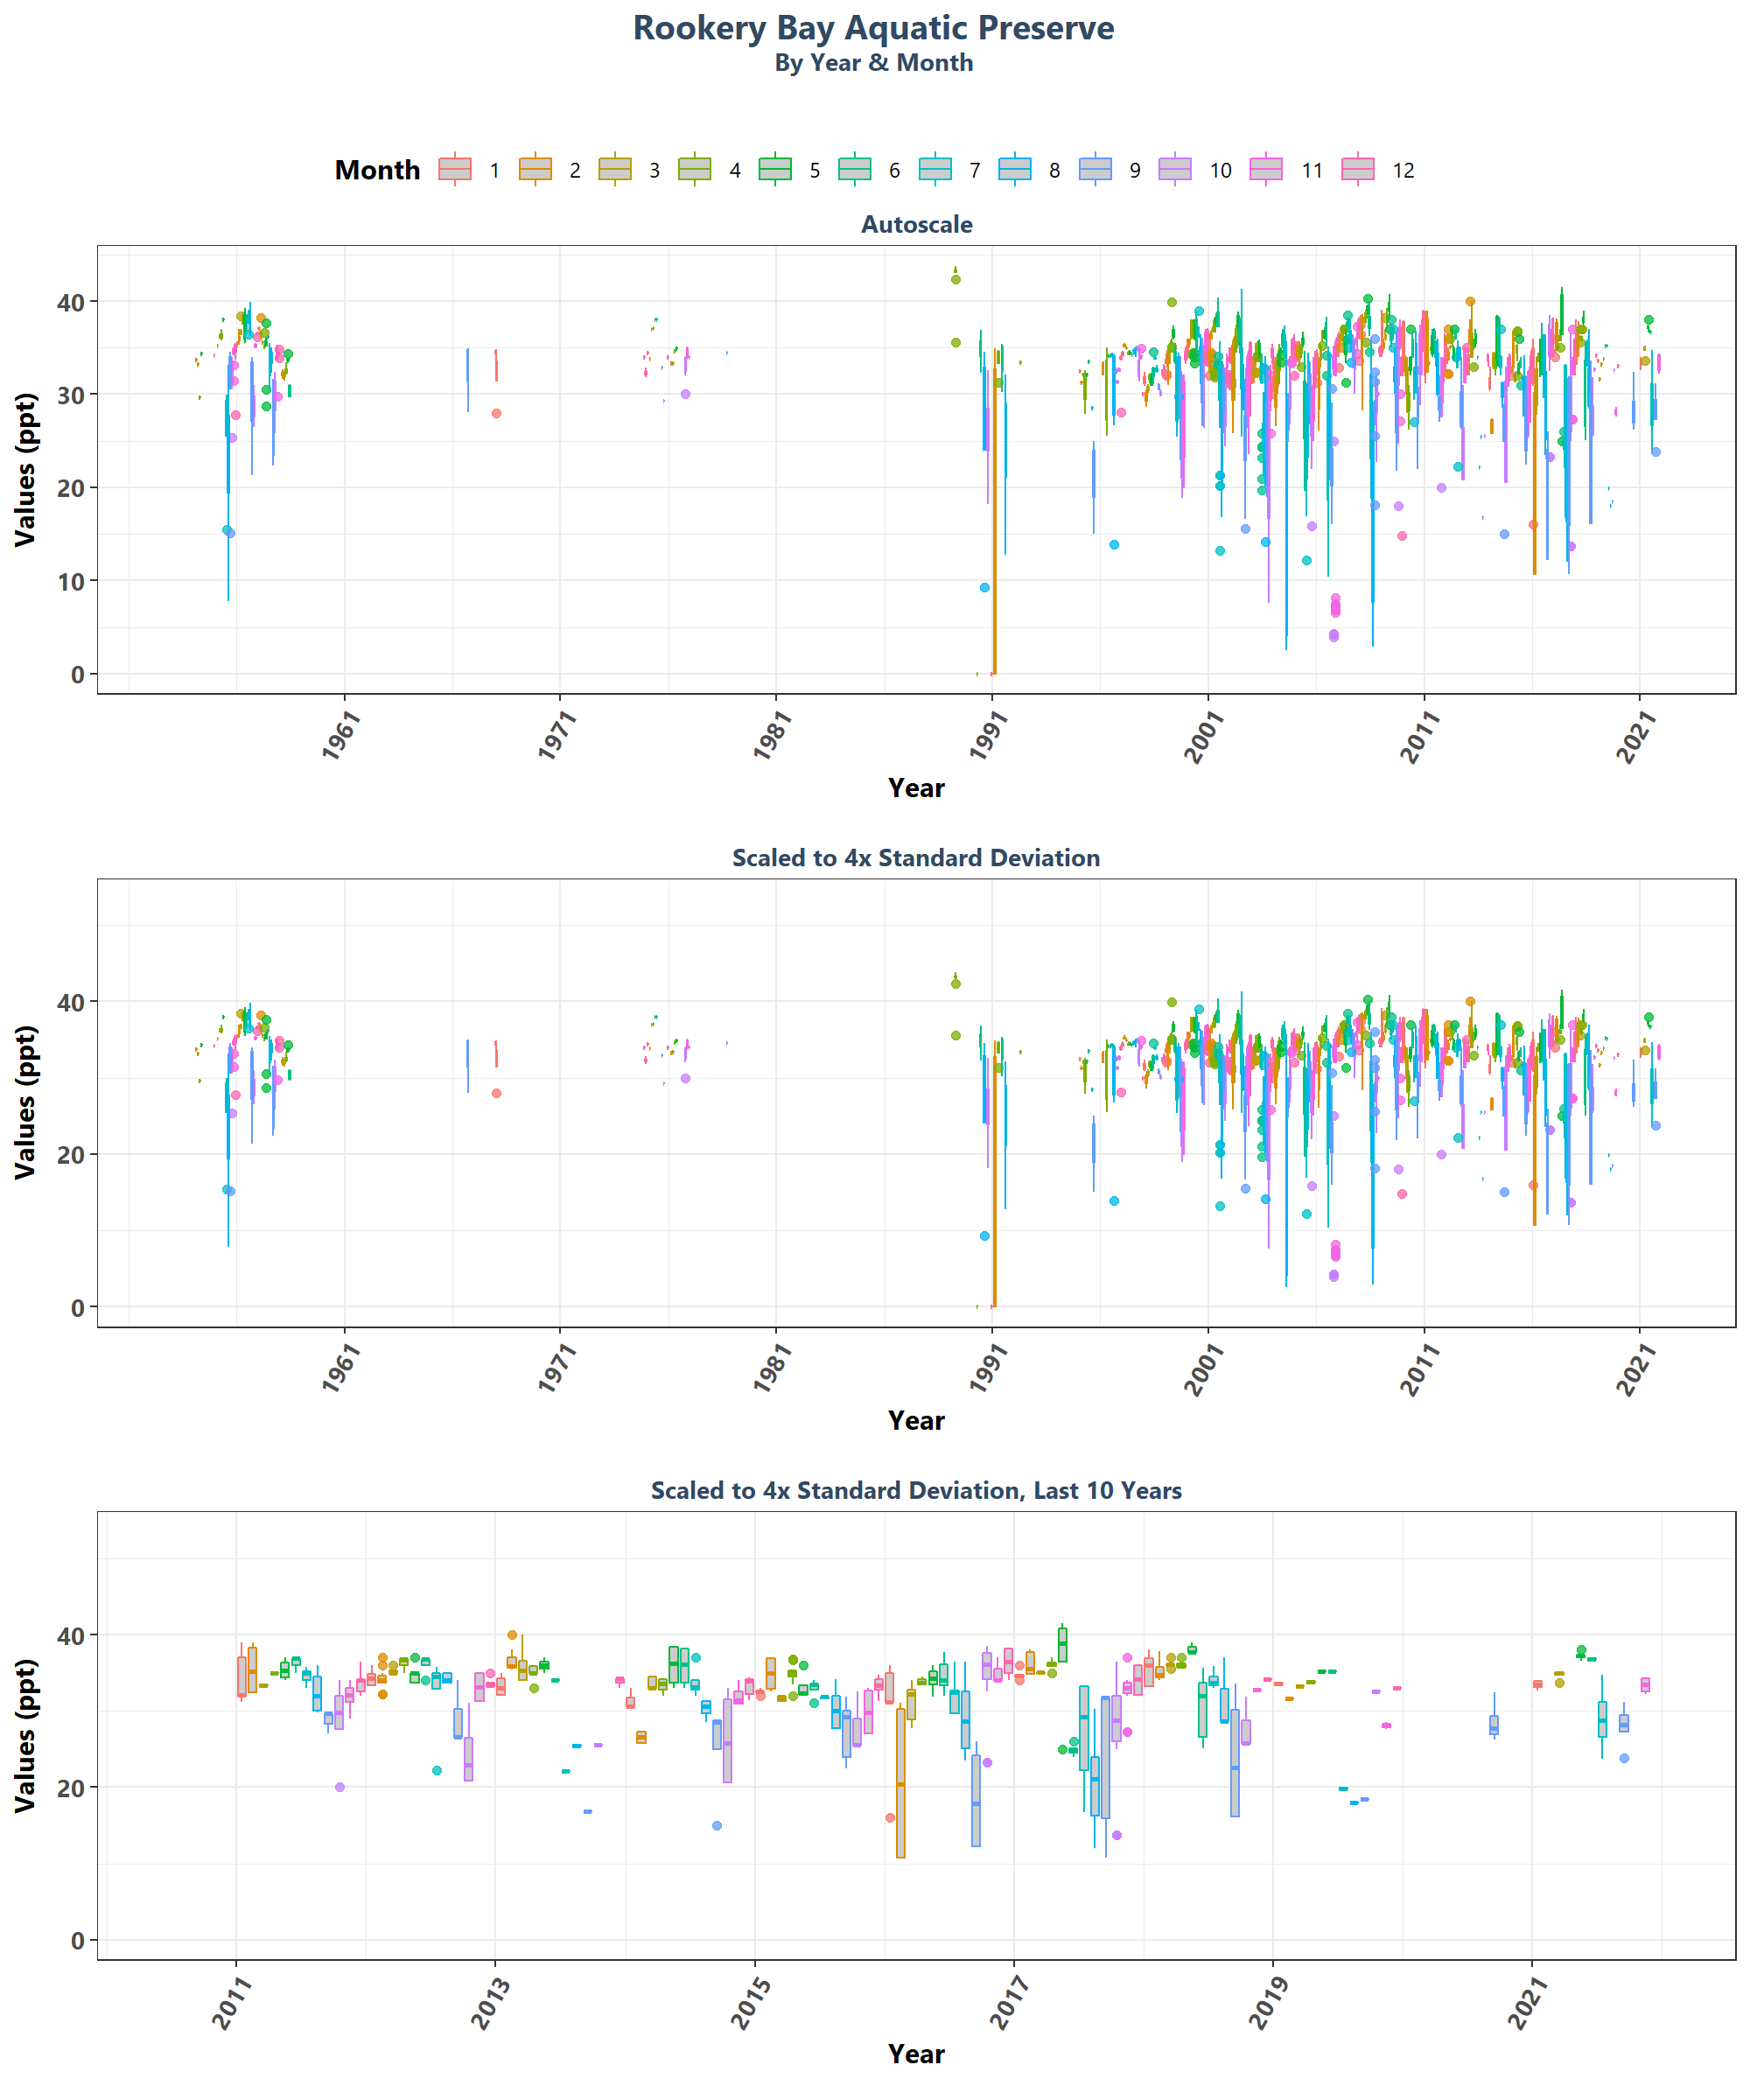 Rookery Bay Aquatic Preserve
By Year & Month
Month 1 2 3 4 5 6 7 8 9 10 11 12
Autoscale
Values (ppt)
40
30
20
10
0
1961 1971 1981 1991 2001 2011 2021
Year
Scaled to 4x Standard Deviation
Values (ppt)
40
20
0
1961 1971 1981 1991 2001 2011 2021
Year
Scaled to 4x Standard Deviation, Last 10 Years
Values (ppt)
40
20
0
2011 2013 2015 2017 2019 2021
Year